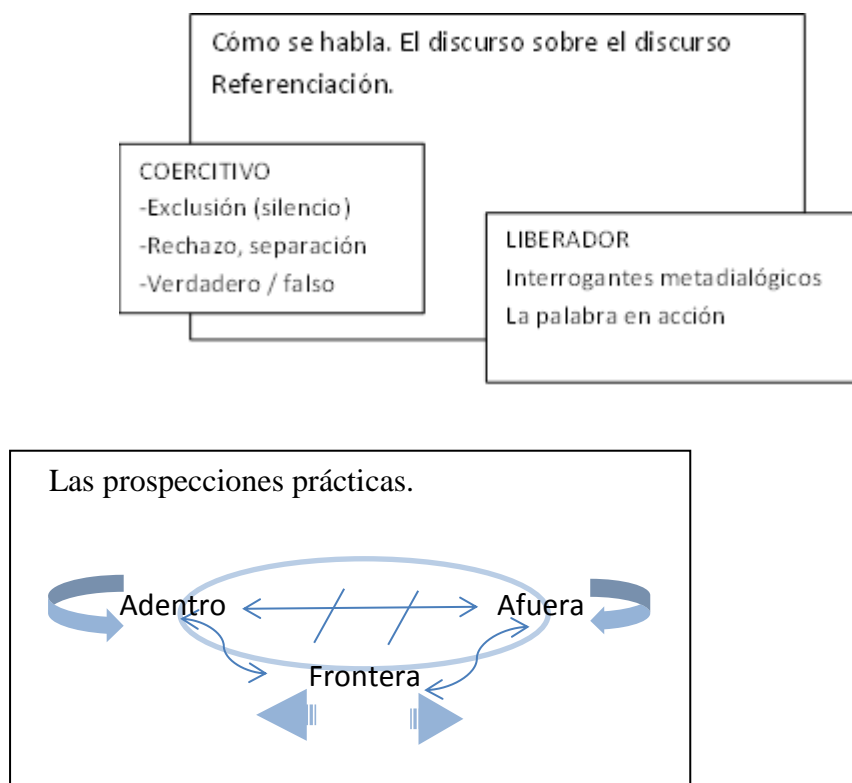 Cómo se habla. El discurso sobre el discurso
Referenciación.
COERCITIVO
-Exclusión (silencio)
-Rechazo, separación
-Verdadero / falso
LIBERADOR
Interrogantes metadialógicos
La palabra en acción
Las prospecciones prácticas.
Adentro
Afuera
Frontera